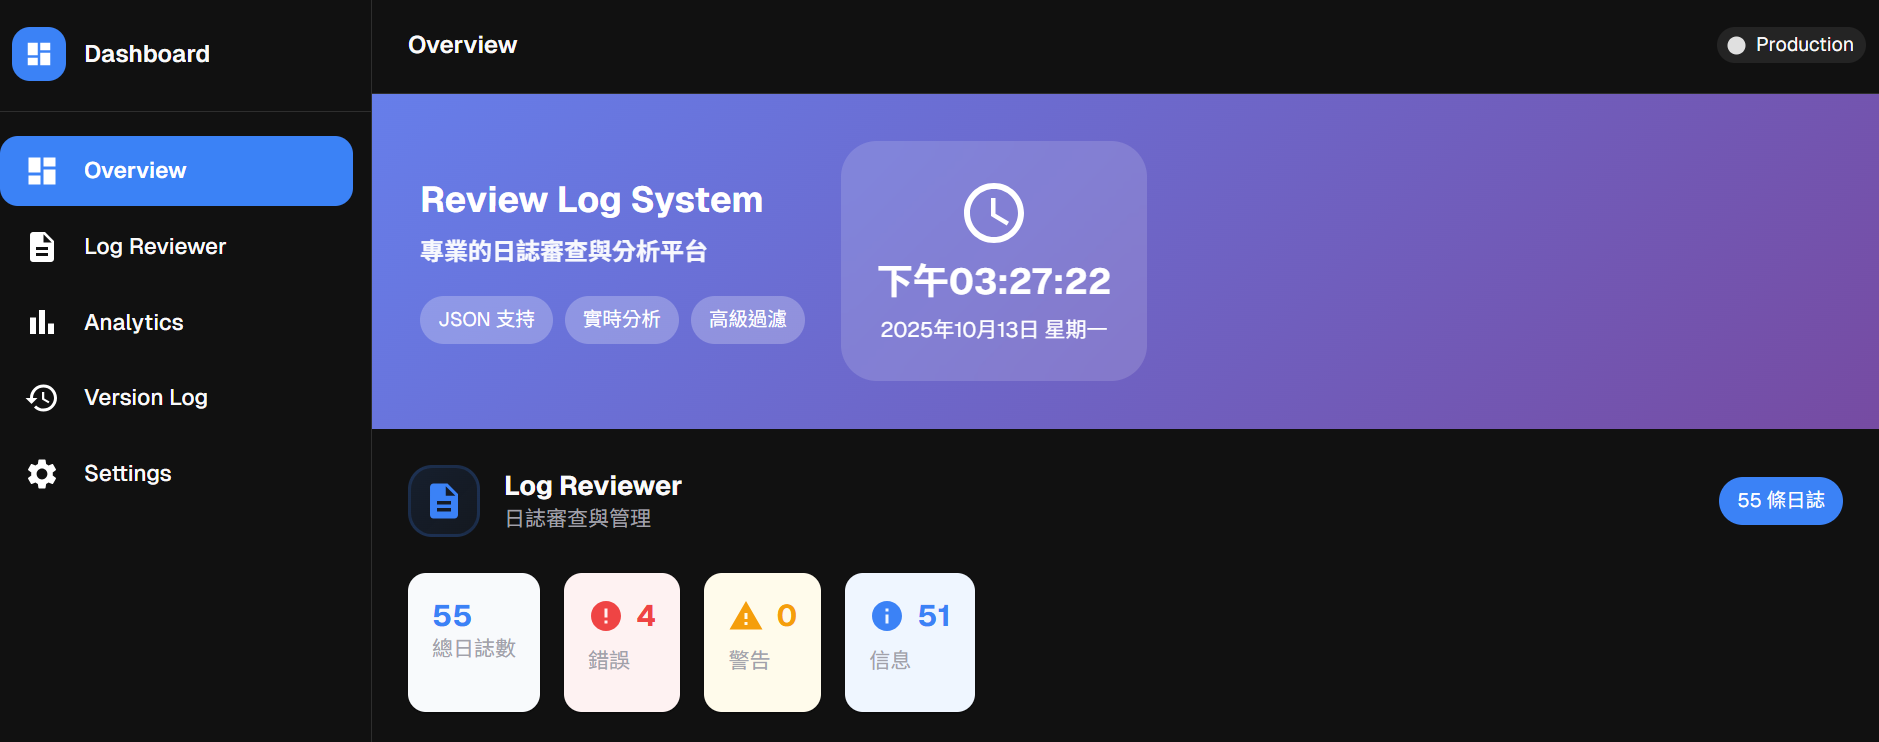 Dashboard
Overview
Log Reviewer
Analytics
Version Log
Settings
Overview
Production
Review Log System
專業的日誌審查與分析平台
JSON 支持
實時分析
高級過濾
下午03:27:22
2025年10月13日 星期一
Log Reviewer
日誌審查與管理
55 條日誌
55
總日誌數
4
錯誤
0
警告
51
信息